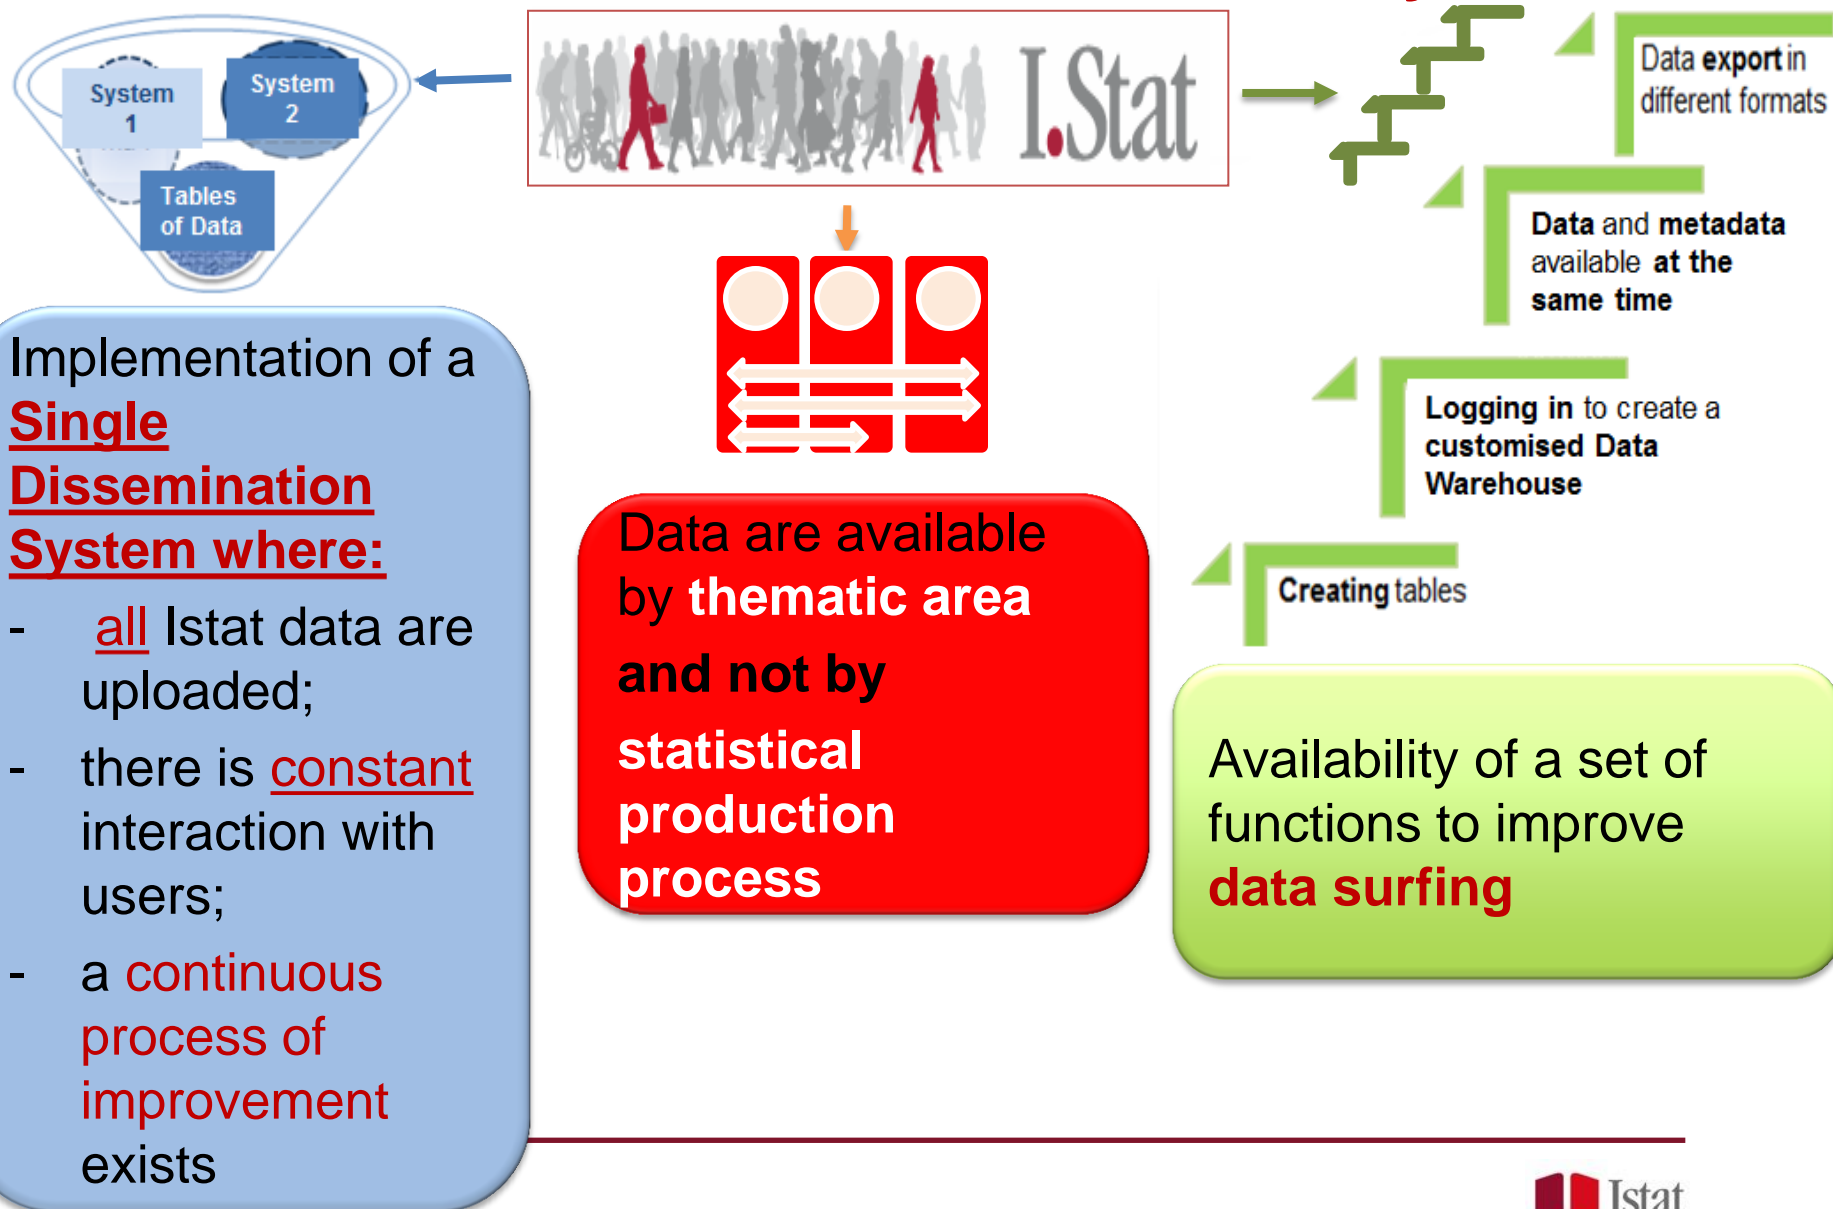 System
1
System
2
Tables
of Data
I.Stat
Data export in
different formats
Data and metadata
available at the
same time
Logging in to create a
customised Data
Warehouse
Creating tables
Implementation of a
Single
Dissemination
System where:
- all Istat data are
uploaded;
- there is constant
interaction with
users;
- a continuous
process of
improvement
exists
Data are available
by thematic area
and not by
statistical
production
process
Availability of a set of
functions to improve
data surfing
Istat